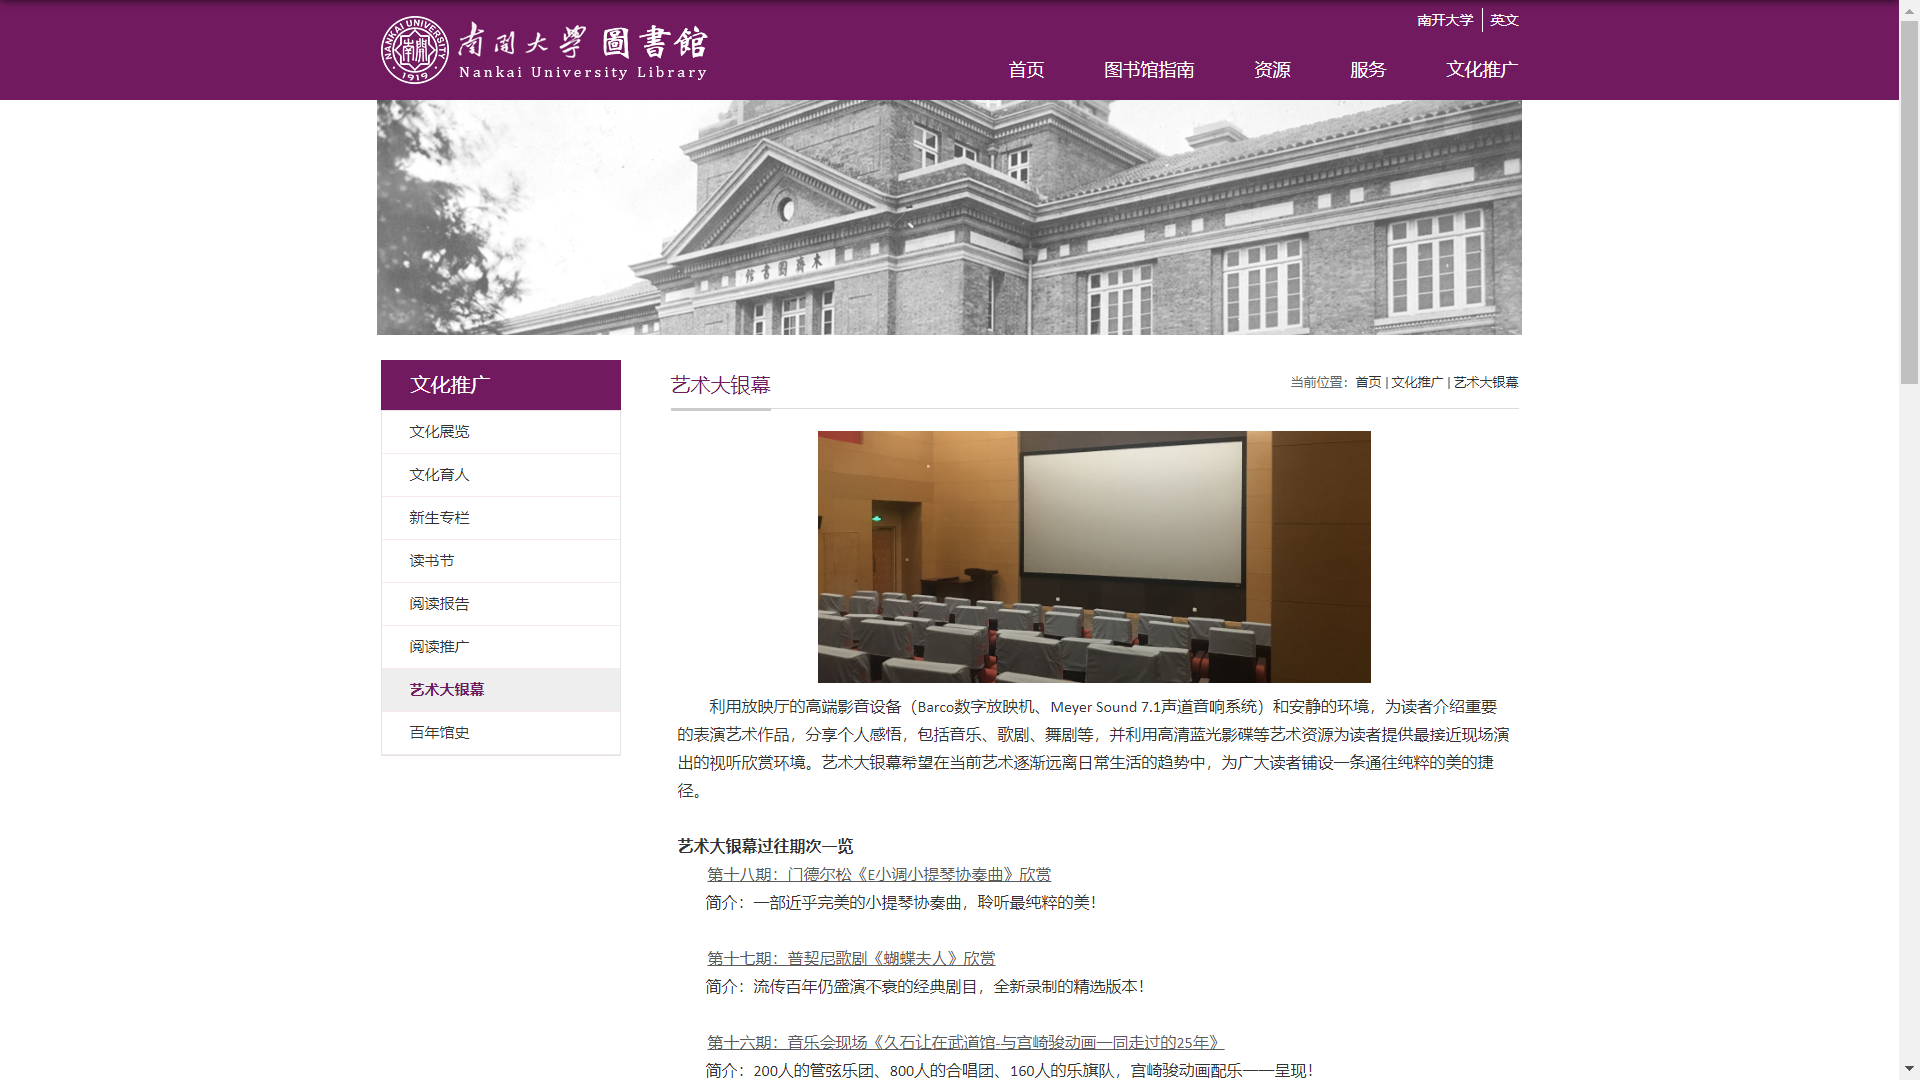 南開大學 圖書館
Nankai University Library
NANKAI UNIVERSITY
南開
1919
南开大学 英文
首页 图书馆指南 资源 服务 文化推广
館書圖齋木
文化推广
文化展览
文化育人
新生专栏
读书节
阅读报告
阅读推广
艺术大银幕
百年馆史
艺术大银幕
当前位置：首页 | 文化推广 | 艺术大银幕
利用放映厅的高端影音设备（Barco数字放映机、Meyer Sound 7.1声道音响系统）和安静的环境，为读者介绍重要
的表演艺术作品，分享个人感悟，包括音乐、歌剧、舞剧等，并利用高清蓝光影碟等艺术资源为读者提供最接近现场演
出的视听欣赏环境。艺术大银幕希望在当前艺术逐渐远离日常生活的趋势中，为广大读者铺设一条通往纯粹的美的捷
径。
艺术大银幕过往期次一览
第十八期：门德尔松《E小调小提琴协奏曲》欣赏
简介：一部近乎完美的小提琴协奏曲，聆听最纯粹的美！
第十七期：普契尼歌剧《蝴蝶夫人》欣赏
简介：流传百年仍盛演不衰的经典剧目，全新录制的精选版本！
第十六期：音乐会现场《久石让在武道馆-与宫崎骏动画一同走过的25年》
简介：200人的管弦乐团、800人的合唱团、160人的乐旗队，宫崎骏动画配乐一一呈现！